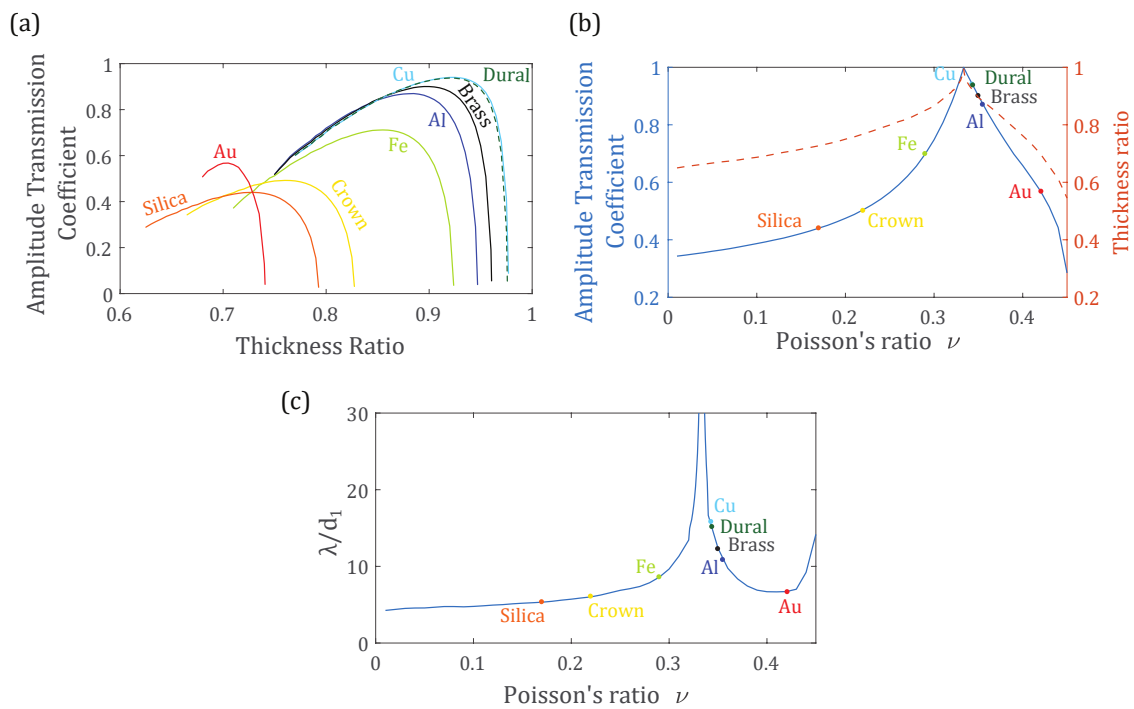 (a)
Amplitude Transmission
Coefficient
1
0.8
0.6
0.4
0.2
0
0.6
0.7
0.8
0.9
1
Thickness Ratio
Cu
Dural
Brass
Al
Fe
Au
Crown
Silica
(b)
Amplitude Transmission
Coefficient
1
0.8
0.6
0.4
0.2
0
0.1
0.2
0.3
0.4
Poisson's ratio ν
1
0.8
0.6
0.4
0.2
Thickness ratio
Cu
Dural
Brass
Al
Fe
Au
Silica
Crown
(c)
λ/d₁
30
20
10
0
0
0.1
0.2
0.3
0.4
Poisson's ratio ν
Cu
Dural
Brass
Al
Fe
Silica
Crown
Au